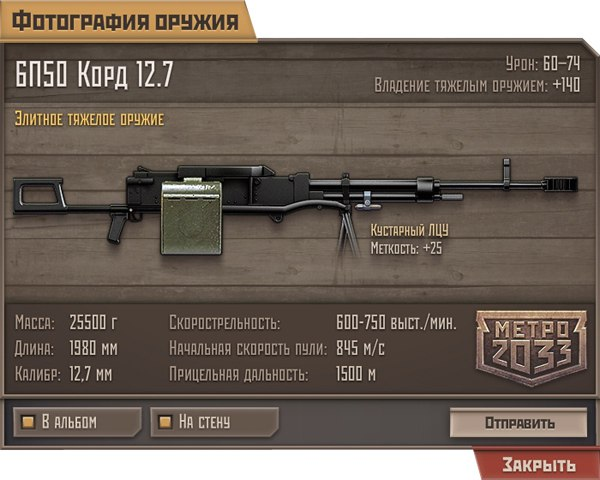 Фотография оружия
6П50 Корд 12.7
Урон: 60–74
Владение тяжелым оружием: +140
Элитное тяжелое оружие
Кустарный ЛЦУ
Меткость: +25
Масса: 25500 г
Скорострельность: 600-750 выст./мин.
Длина: 1980 мм
Начальная скорость пули: 845 м/с
Калибр: 12,7 мм
Прицельная дальность: 1500 м
МЕТРО
2033
В альбом
На стену
Отправить
Закрыть